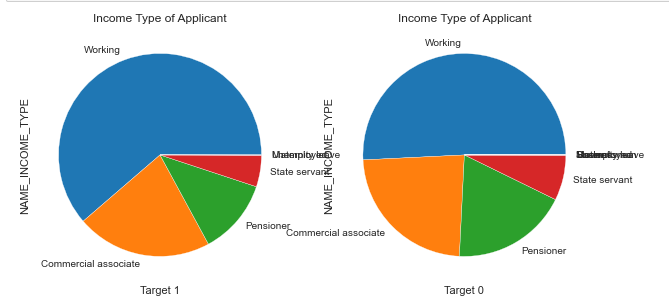 Income Type of Applicant
Working
NAME_INCOME_TYPE
State servant
Pensioner
Commercial associate
Target 1
Income Type of Applicant
Working
NAME_INCOME_TYPE
State servant
Pensioner
Commercial associate
Target 0